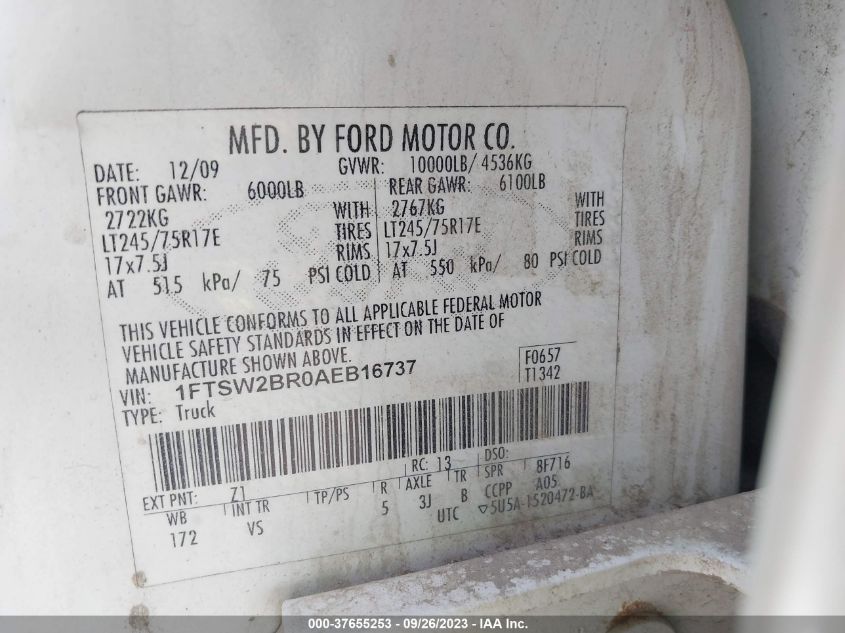 MFD. BY FORD MOTOR CO.
DATE: 12/09 GVWR: 10000LB/ 4536KG
FRONT GAWR: 6000LB REAR GAWR: 6100LB
2722KG WITH 2767KG WITH
LT245/75R17E TIRES LT245/75R17E TIRES
17x7.5J RIMS 17x7.5J RIMS
AT 515 kPa/ 75 PSI COLD AT 550 kPa/ 80 PSI COLD
THIS VEHICLE CONFORMS TO ALL APPLICABLE FEDERAL MOTOR
VEHICLE SAFETY STANDARDS IN EFFECT ON THE DATE OF
MANUFACTURE SHOWN ABOVE.
VIN: 1FTSW2BR0AEB16737 F0657
TYPE: Truck T1342
RC: 13 DSO:
EXT PNT: Z1 R AXLE TR SPR 8F716
WB INT TR TP/PS 5 3J B CCPP A05
172 VS UTC ▽5U5A-1520472-BA
000-37655253 - 09/26/2023 - IAA Inc.